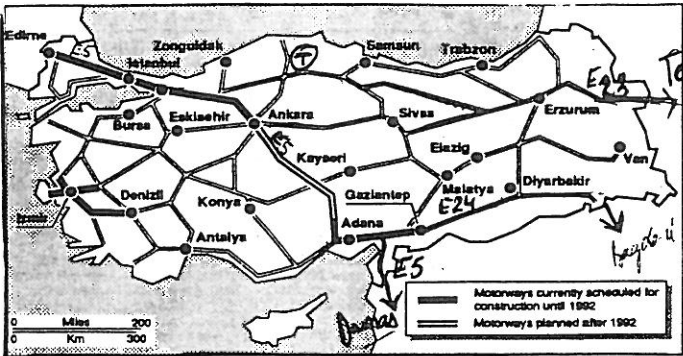 Edirne
E5
Istanbul
Zonguldak
T
Samsun
Trabzon
E23
Bursa
Eskisehir
Ankara
E5
Sivas
Erzurum
Kayseri
Elazig
Van
Denizli
Konya
Gaziantep
Malatya
E24
Diyarbekir
Antalya
Adana
E5
0 Miles 200
0 Km 300
Motorways currently scheduled for
construction until 1992
Motorways planned after 1992